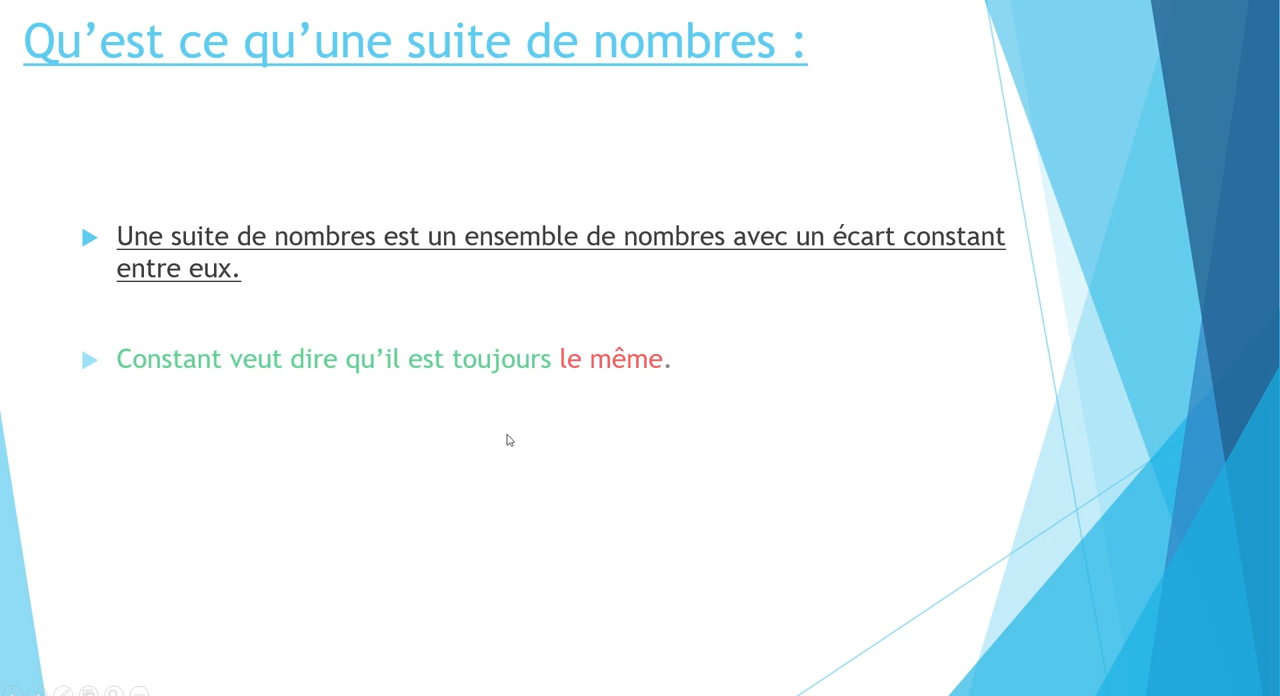 Qu’est ce qu’une suite de nombres :
Une suite de nombres est un ensemble de nombres avec un écart constant
entre eux.
Constant veut dire qu’il est toujours le même.